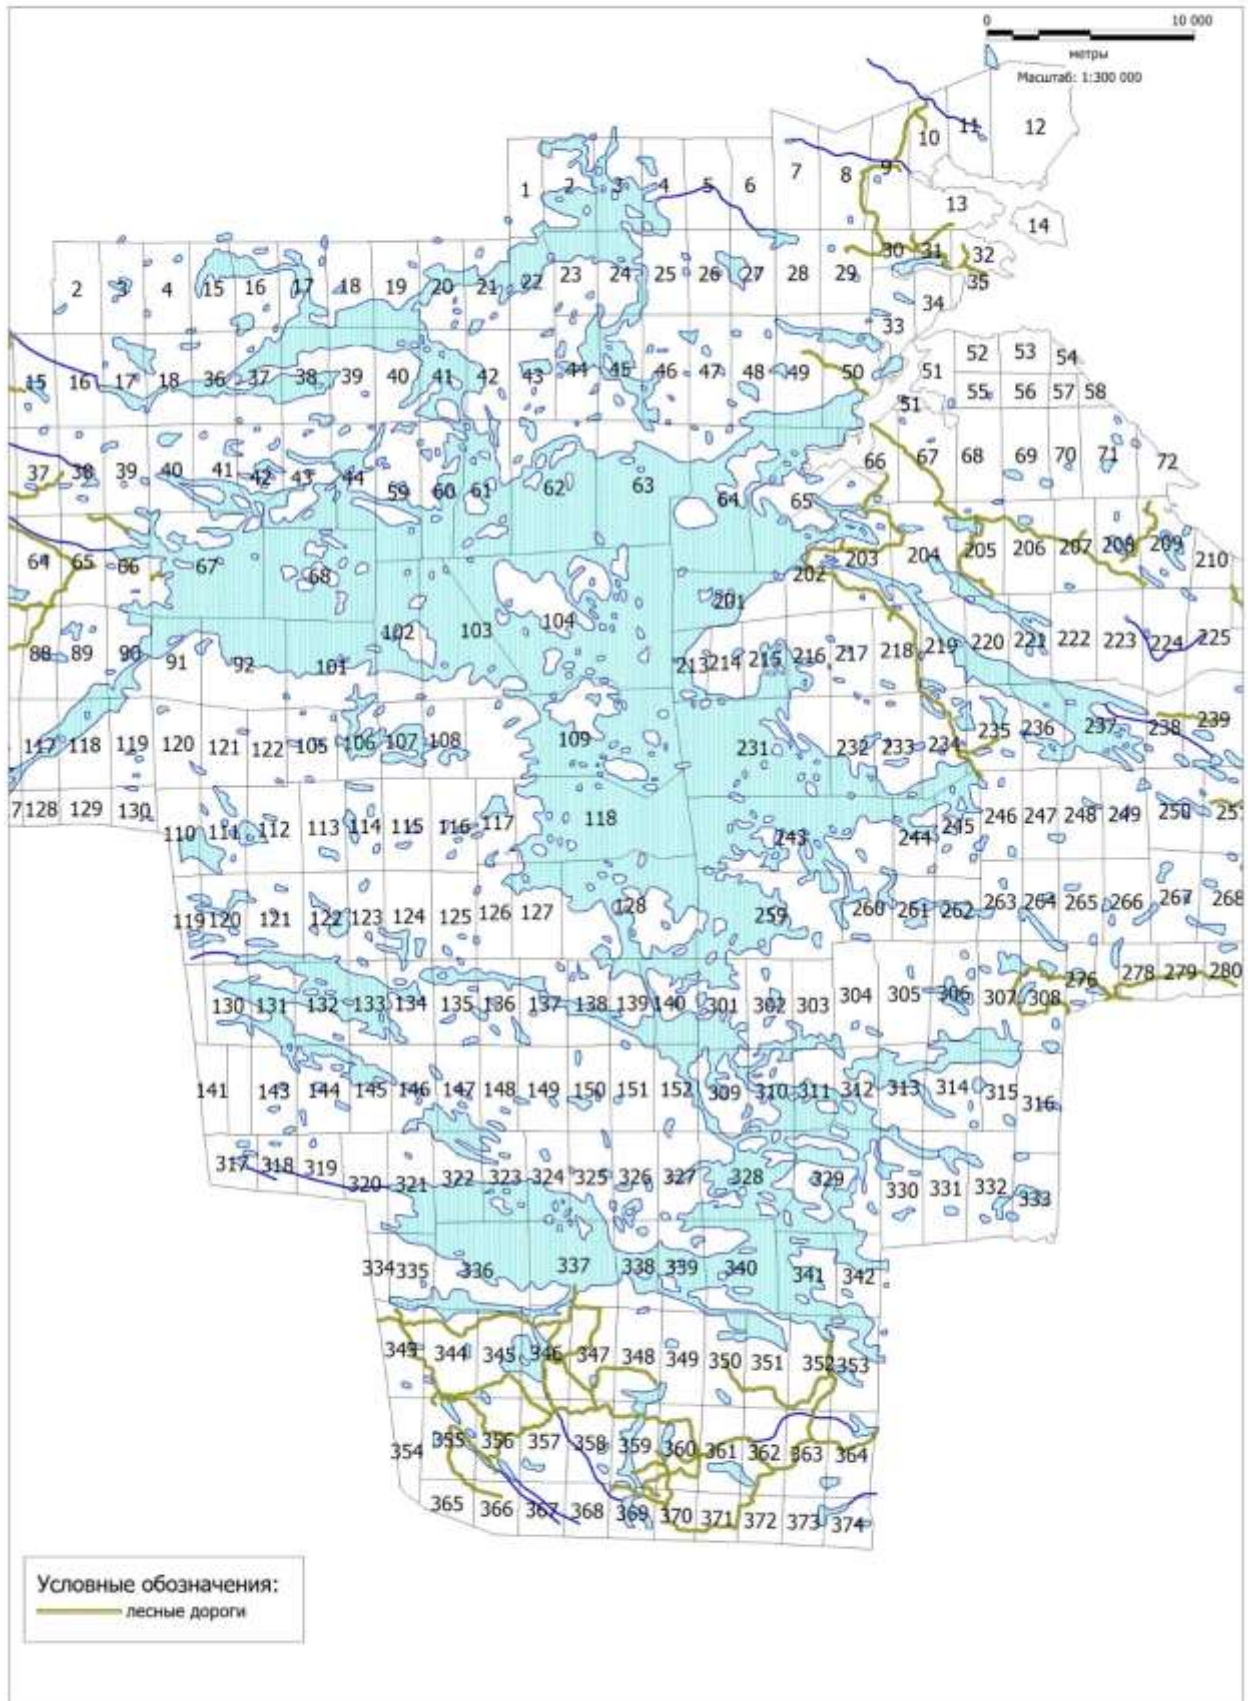 0 10 000
метры
Масштаб: 1:300 000
10 11 12
1 2 3 4 5 6 7 8 9
13
14
2 3 4 15 16 17 18 19 20 21 22 23 24 25 26 27 28 29 30 31 32
35
33 34
15 16 17 18 36 37 38 39 40 41 42 43 44 45 46 47 48 49 50 51 52 53 54
51 55 56 57 58
37 38 39 40 41 42 43 44 59 60 61 62 63 64 65 66 67 68 69 70 71 72
64 65 66 67 68 202 203 204 205 206 207 208 209 210
88 89 90 91 92 101 102 103 104 201 213 214 215 216 217 218 219 220 221 222 223 224 225
117 118 119 120 121 122 105 106 107 108 109 231 232 233 234 235 236 237 238 239
7 128 129 130 110 111 112 113 114 115 116 117 118 243 244 245 246 247 248 249 250 25
119 120 121 122 123 124 125 126 127 128 259 260 261 262 263 264 265 266 267 268
130 131 132 133 134 135 136 137 138 139 140 301 302 303 304 305 306 307 308 276 278 279 280
141 143 144 145 146 147 148 149 150 151 152 309 310 311 312 313 314 315 316
317 318 319 320 321 322 323 324 325 326 327 328 329 330 331 332 333
334 335 336 337 338 339 340 341 342
343 344 345 346 347 348 349 350 351 352 353
354 355 356 357 358 359 360 361 362 363 364
365 366 367 368 369 370 371 372 373 374
Условные обозначения:
лесные дороги